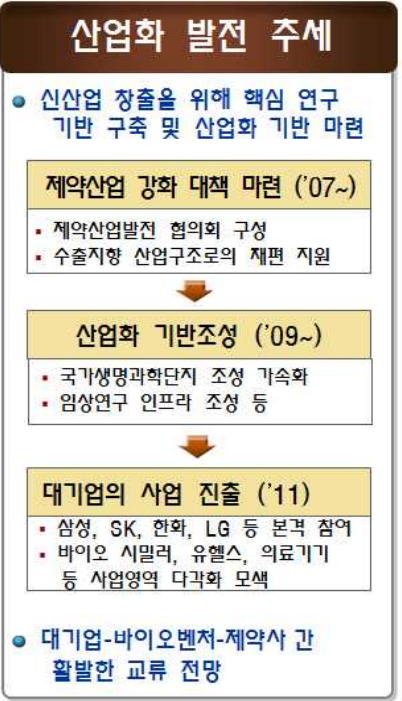 산업화 발전 추세
신산업 창출을 위해 핵심 연구
기반 구축 및 산업화 기반 마련
제약산업 강화 대책 마련 ('07~)
▪ 제약산업발전 협의회 구성
▪ 수출지향 산업구조로의 재편 지원
산업화 기반조성 ('09~)
▪ 국가생명과학단지 조성 가속화
▪ 임상연구 인프라 조성 등
대기업의 사업 진출 ('11)
▪ 삼성, SK, 한화, LG 등 본격 참여
▪ 바이오 시밀러, 유헬스, 의료기기
등 사업영역 다각화 모색
대기업-바이오벤처-제약사 간
활발한 교류 전망